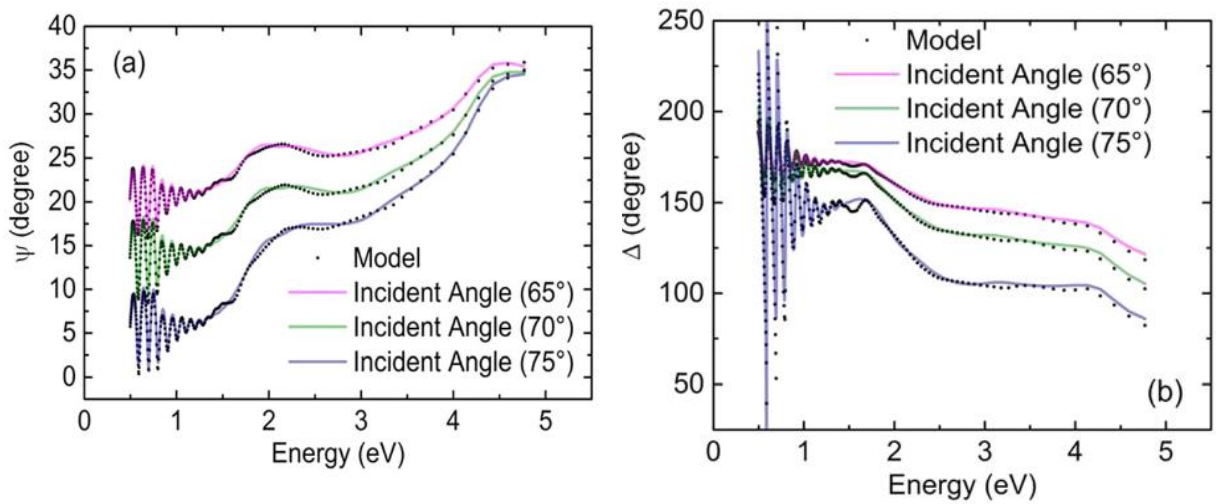 (a)
40
35
30
25
20
15
10
5
0
ψ (degree)
Model
Incident Angle (65°)
Incident Angle (70°)
Incident Angle (75°)
0 1 2 3 4 5
Energy (eV)
250
200
150
100
50
Δ (degree)
Model
Incident Angle (65°)
Incident Angle (70°)
Incident Angle (75°)
(b)
0 1 2 3 4 5
Energy (eV)